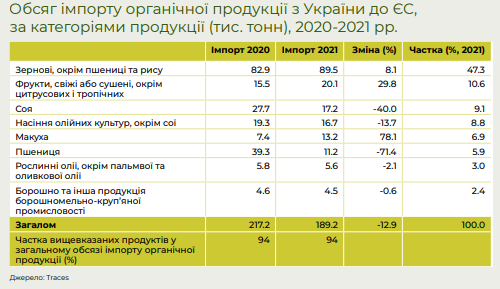 Обсяг імпорту органічної продукції з України до ЄС,
за категоріями продукції (тис. тонн), 2020-2021 рр.
Імпорт 2020 Імпорт 2021 Зміна (%) Частка (%, 2021)
Зернові, окрім пшениці та рису 82.9 89.5 8.1 47.3
Фрукти, свіжі або сушені, окрім
цитрусових і тропічних 15.5 20.1 29.8 10.6
Соя 27.7 17.2 -40.0 9.1
Насіння олійних культур, окрім сої 19.3 16.7 -13.7 8.8
Макуха 7.4 13.2 78.1 6.9
Пшениця 39.3 11.2 -71.4 5.9
Рослинні олії, окрім пальмової та
оливкової олії 5.8 5.6 -2.1 3.0
Борошно та інша продукція
борошномельно-круп'яної
промисловості 4.6 4.5 -0.6 2.4
Загалом 217.2 189.2 -12.9 100.0
Частка вищевказаних продуктів у
загальному обсязі імпорту органічної
продукції (%) 94 94
Джерело: Traces